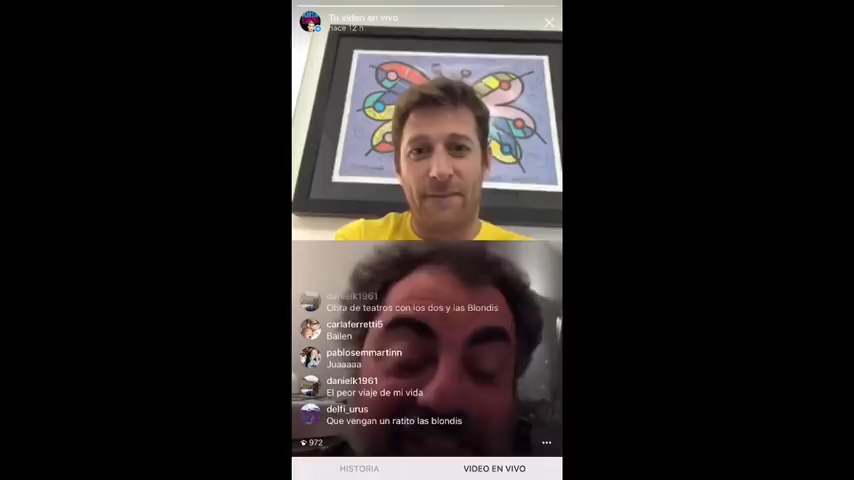 Tu video en vivo
hace 12 h
danielk1961
Obra de teatros con los dos y las Blondis
carlaferretti5
Bailen
pablosemmartinn
Juaaaaa
danielk1961
El peor viaje de mi vida
delfi_urus
Que vengan un ratito las blondis
972
HISTORIA
VIDEO EN VIVO